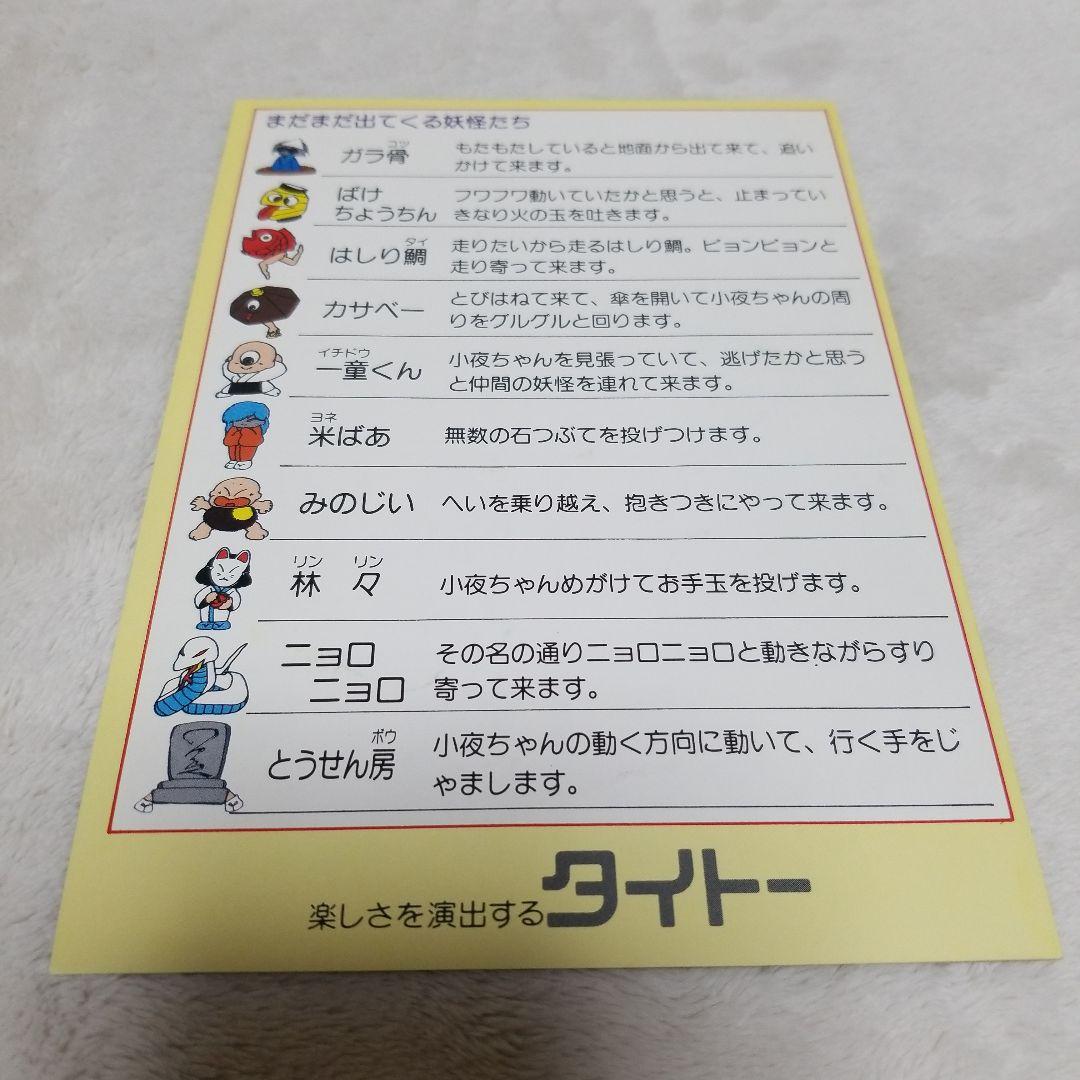 まだまだ出てくる妖怪たち
コツ
ガラ骨
もたもたしていると地面から出て来て、追い
かけて来ます。
ばけ
ちょうちん
フワフワ動いていたかと思うと、止まってい
きなり火の玉を吐きます。
タイ
はしり鯛
走りたいから走るはしり鯛。ピョンピョンと
走り寄って来ます。
カサベー
とびはねて来て、傘を開いて小夜ちゃんの周
りをグルグルと回ります。
イチドウ
一童くん
小夜ちゃんを見張っていて、逃げたかと思う
と仲間の妖怪を連れて来ます。
ヨネ
米ばあ
無数の石つぶてを投げつけます。
みのじい
へいを乗り越え、抱きつきにやって来ます。
リン リン
林々
小夜ちゃんめがけてお手玉を投げます。
ニョロ
ニョロ
その名の通りニョロニョロと動きながらすり
寄って来ます。
ボウ
とうせん房
小夜ちゃんの動く方向に動いて、行く手をじ
ゃまします。
楽しさを演出するタイトー